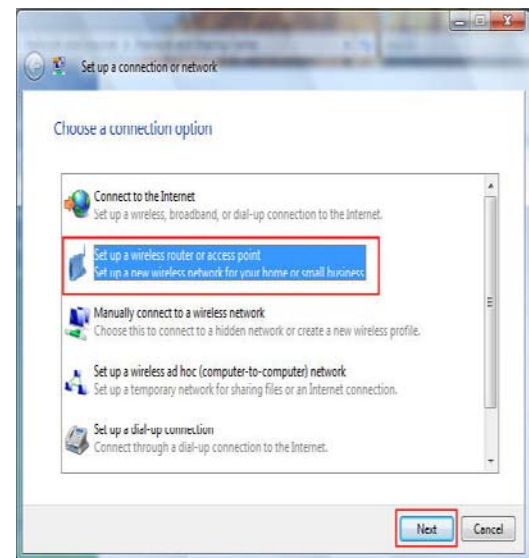 Set up a connection or network
Choose a connection option
Connect to the Internet
Set up a wireless, broadband, or dial-up connection to the Internet.
Set up a wireless router or access point
Set up a new wireless network for your home or small business.
Manually connect to a wireless network
Choose this to connect to a hidden network or create a new wireless profile.
Set up a wireless ad hoc (computer-to-computer) network
Set up a temporary network for sharing files or an Internet connection.
Set up a dial-up connection
Connect through a dial-up connection to the Internet.
Next
Cancel